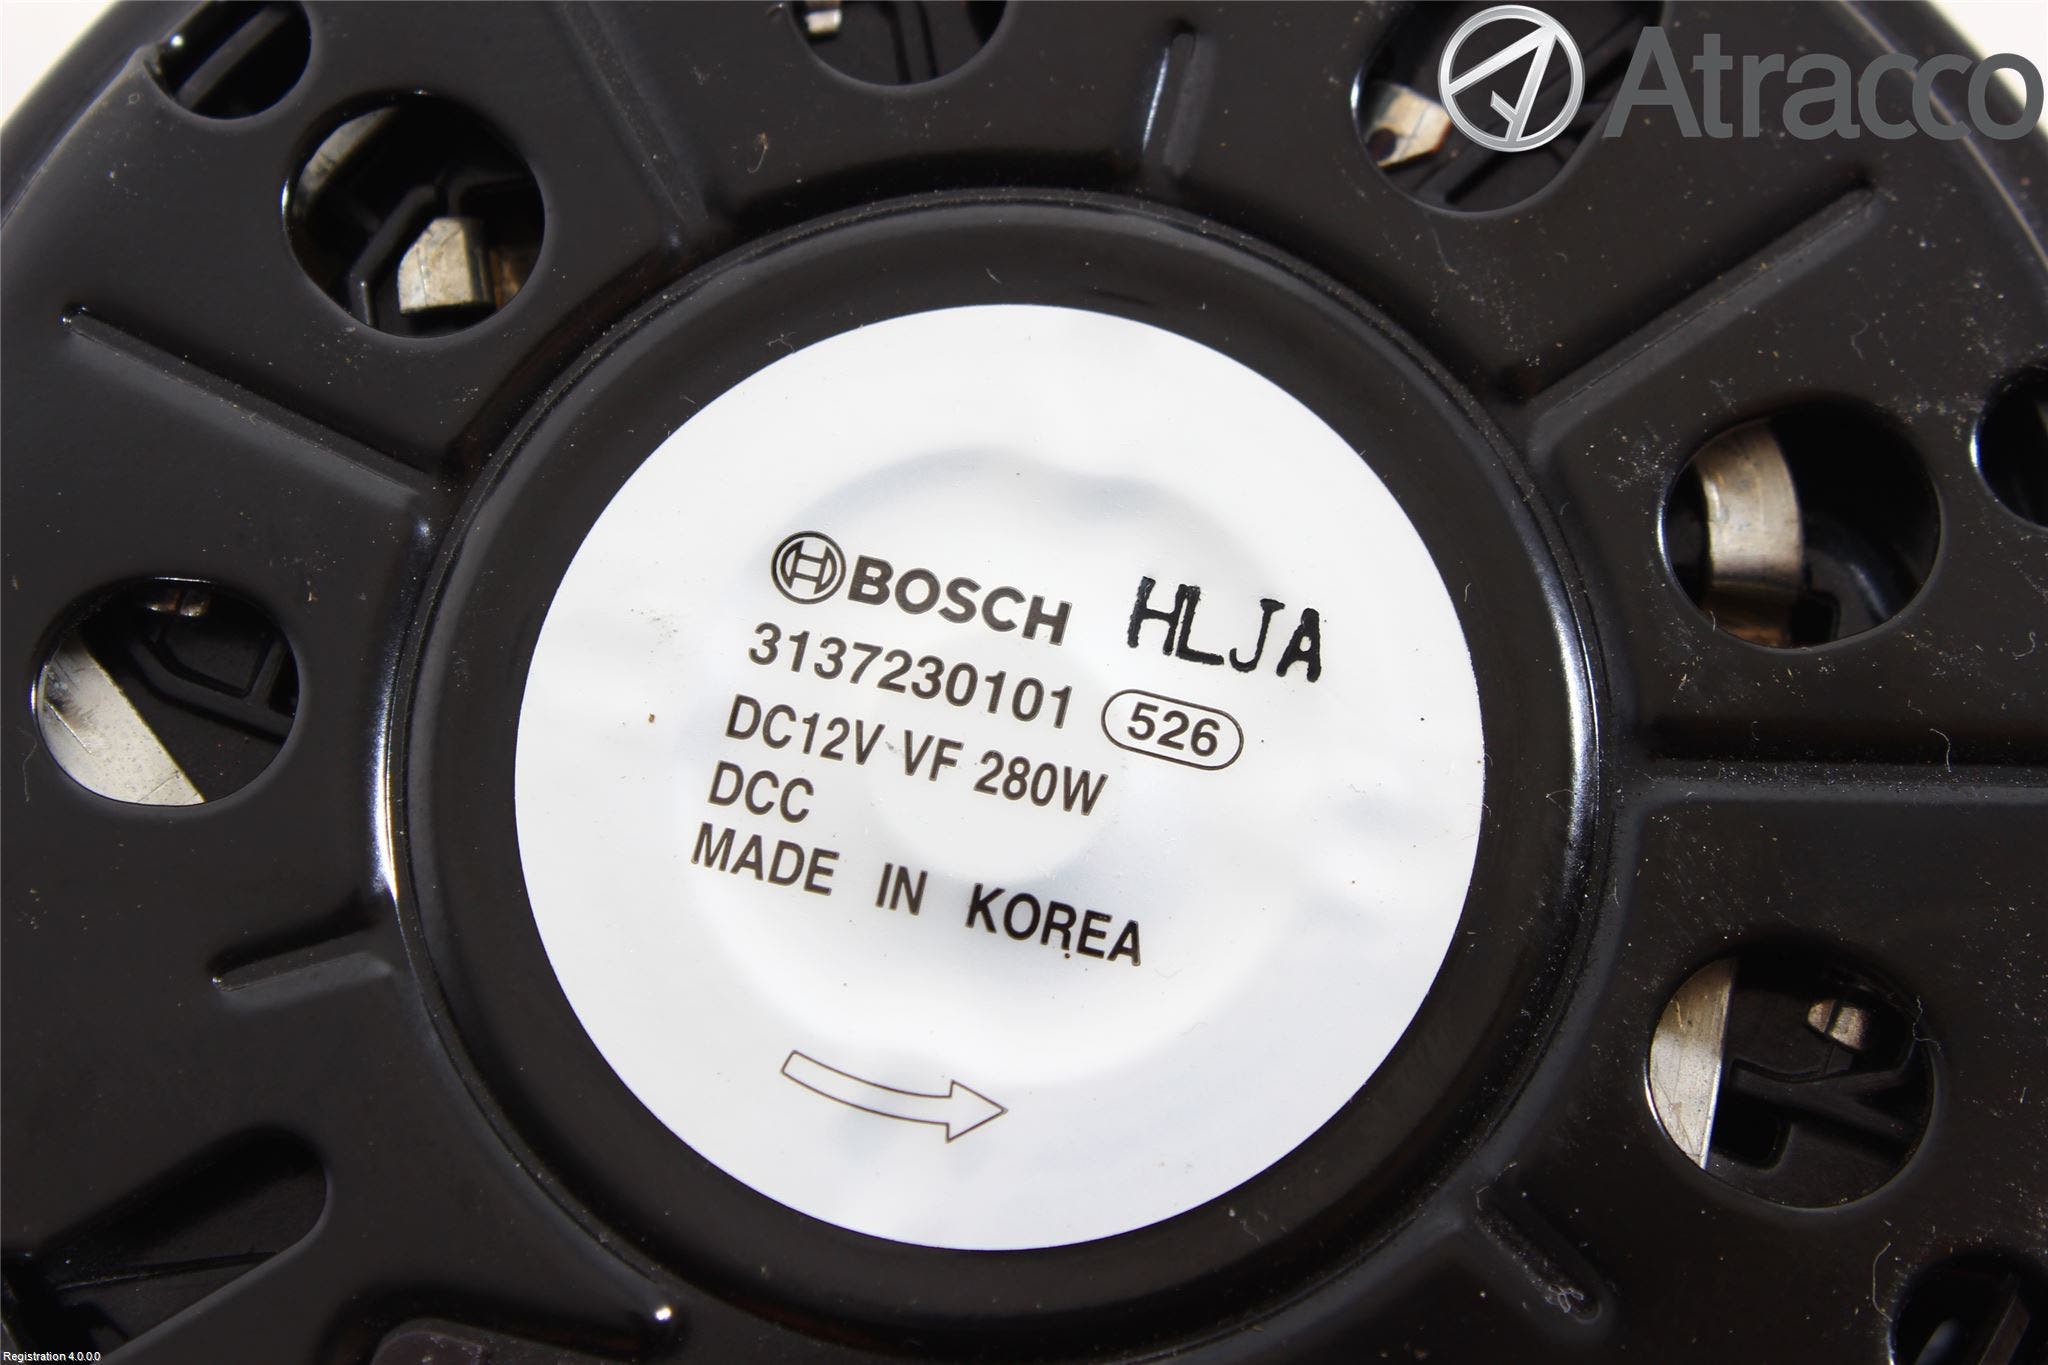 Atracco
BOSCH HLJA
3137230101 526
DC12V VF 280W
DCC
MADE IN KOREA
Registration 4.0.0.0